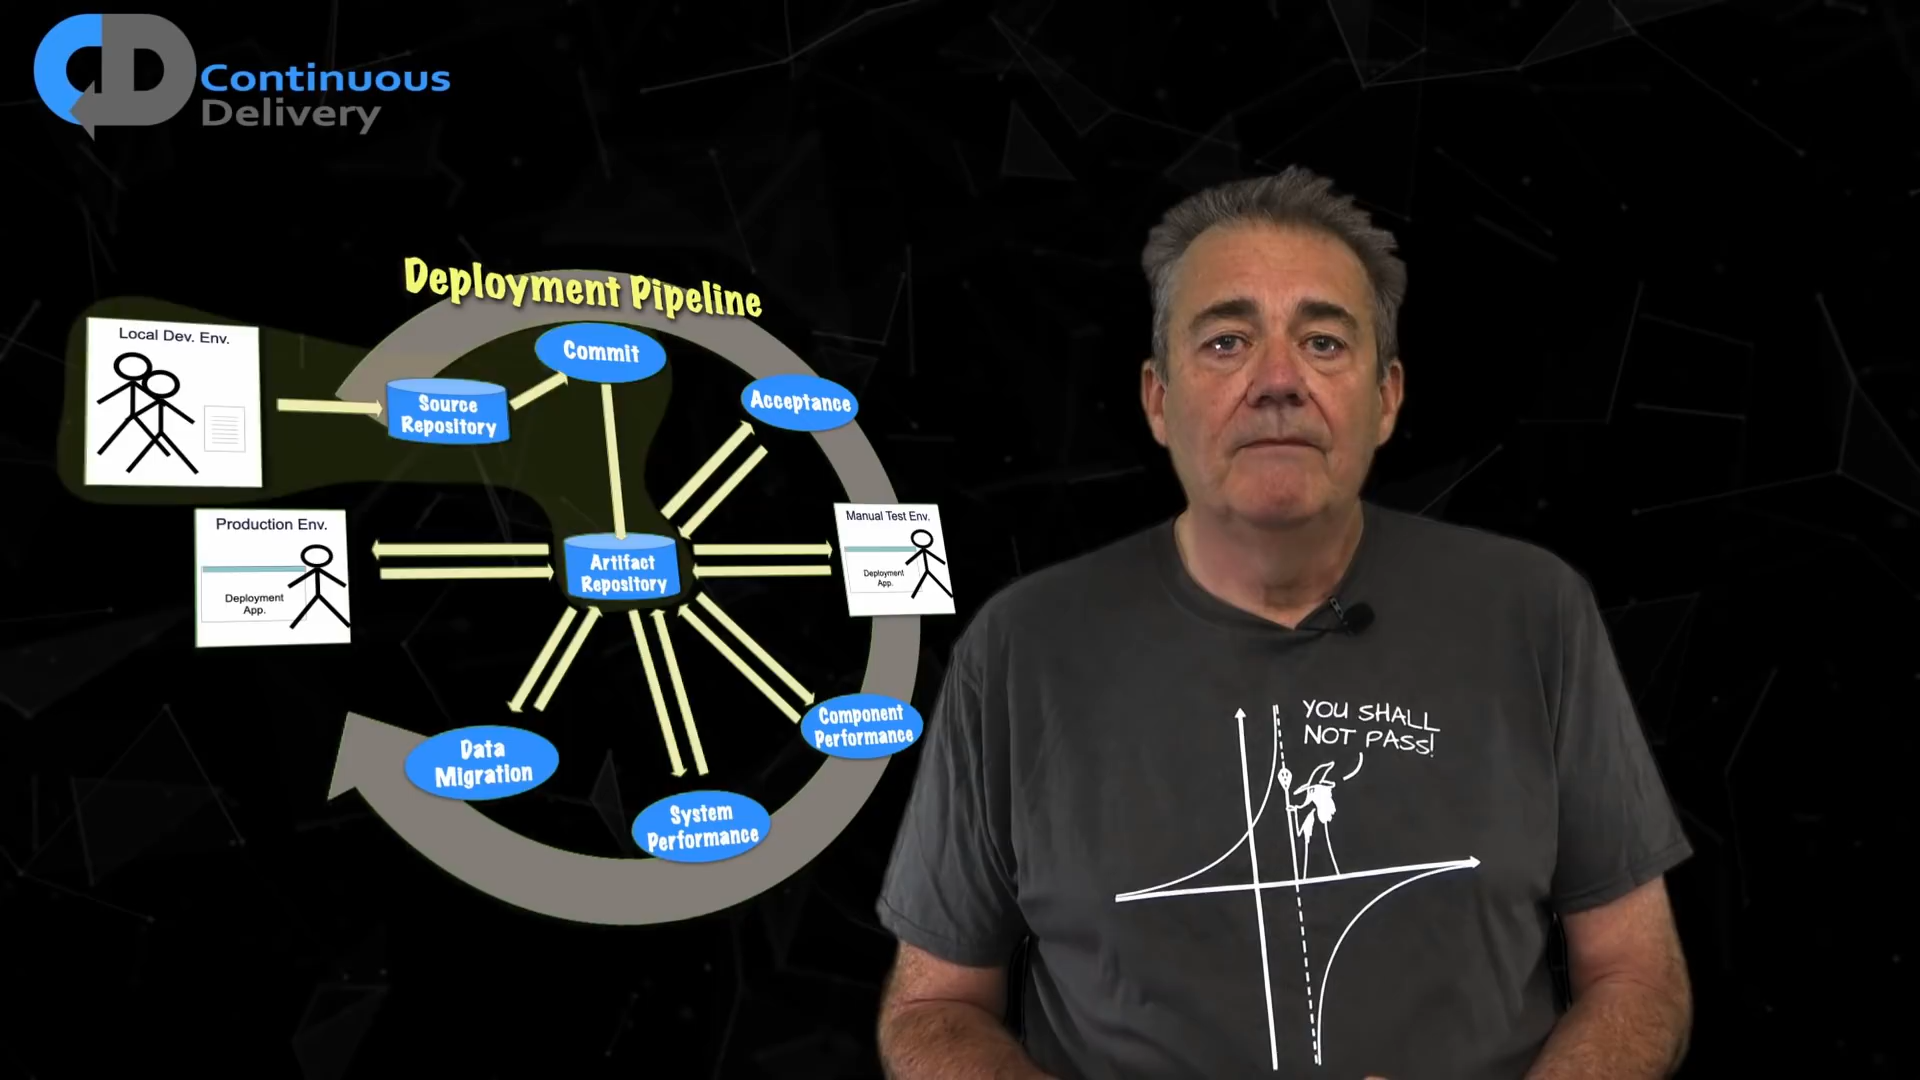 Continuous
Delivery
Deployment Pipeline
Local Dev. Env.
Commit
Source
Repository
Acceptance
Production Env.
Deployment
App.
Artifact
Repository
Manual Test Env.
Deployment
App.
Component
Performance
Data
Migration
System
Performance
YOU SHALL
NOT PASS!